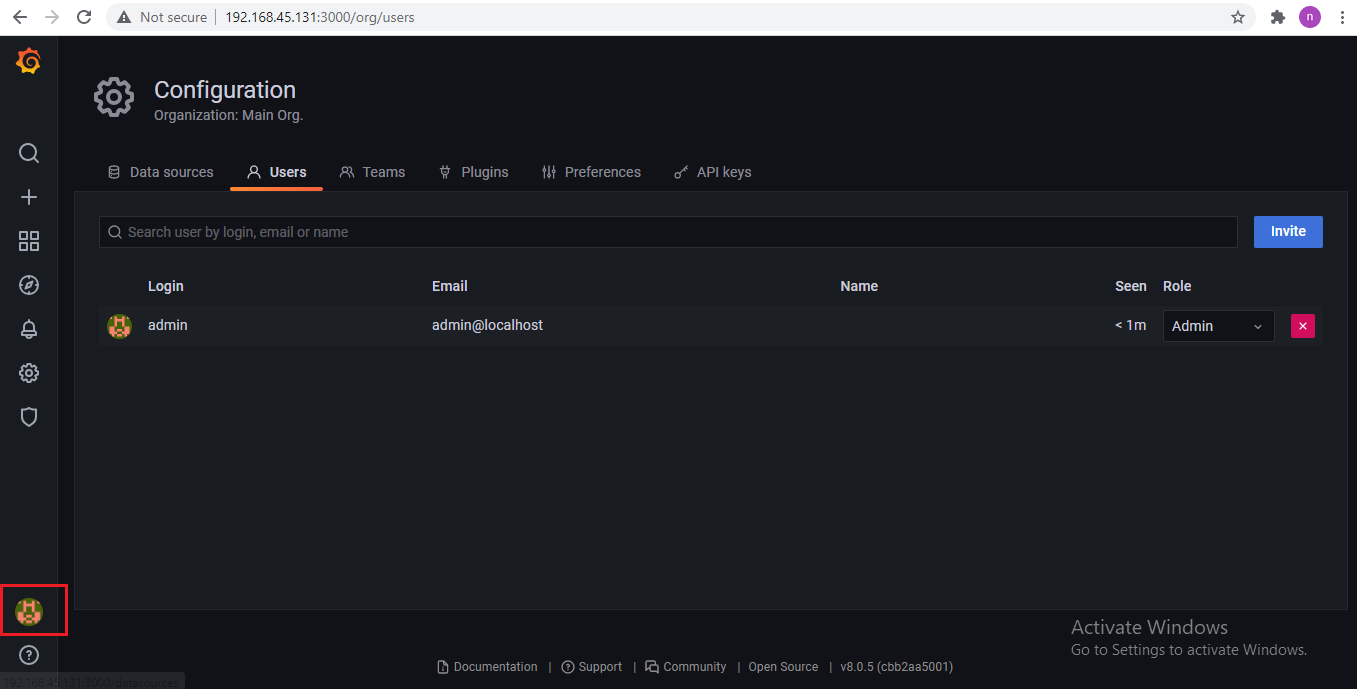 Not secure 192.168.45.131:3000/org/users
n
Configuration
Organization: Main Org.
Data sources Users Teams Plugins Preferences API keys
Search user by login, email or name Invite
Login Email Name Seen Role
admin admin@localhost < 1m Admin
Activate Windows
Go to Settings to activate Windows.
Documentation | Support | Community | Open Source | v8.0.5 (cbb2aa5001)
192.168.45.131:3000/datasources